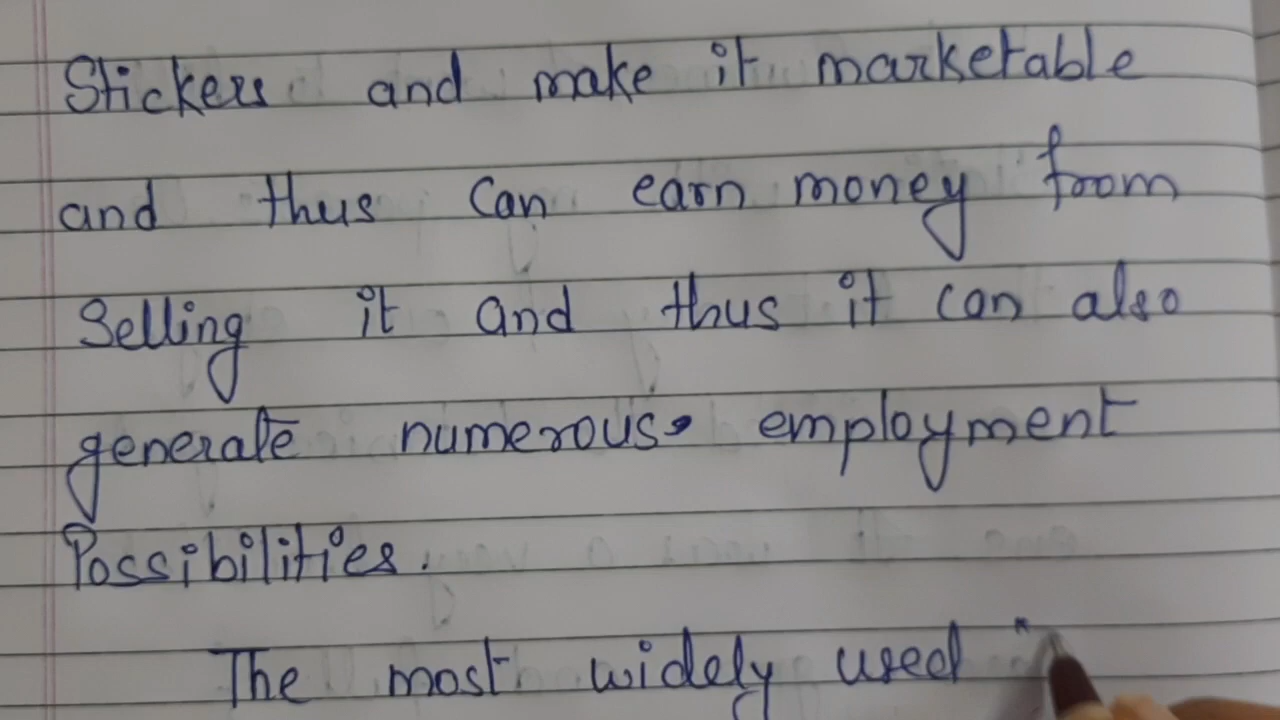 Stickers and make it marketable
and thus can earn money from
Selling it and thus it can also
generate numerous employment
Possibilities.
The most widely used "